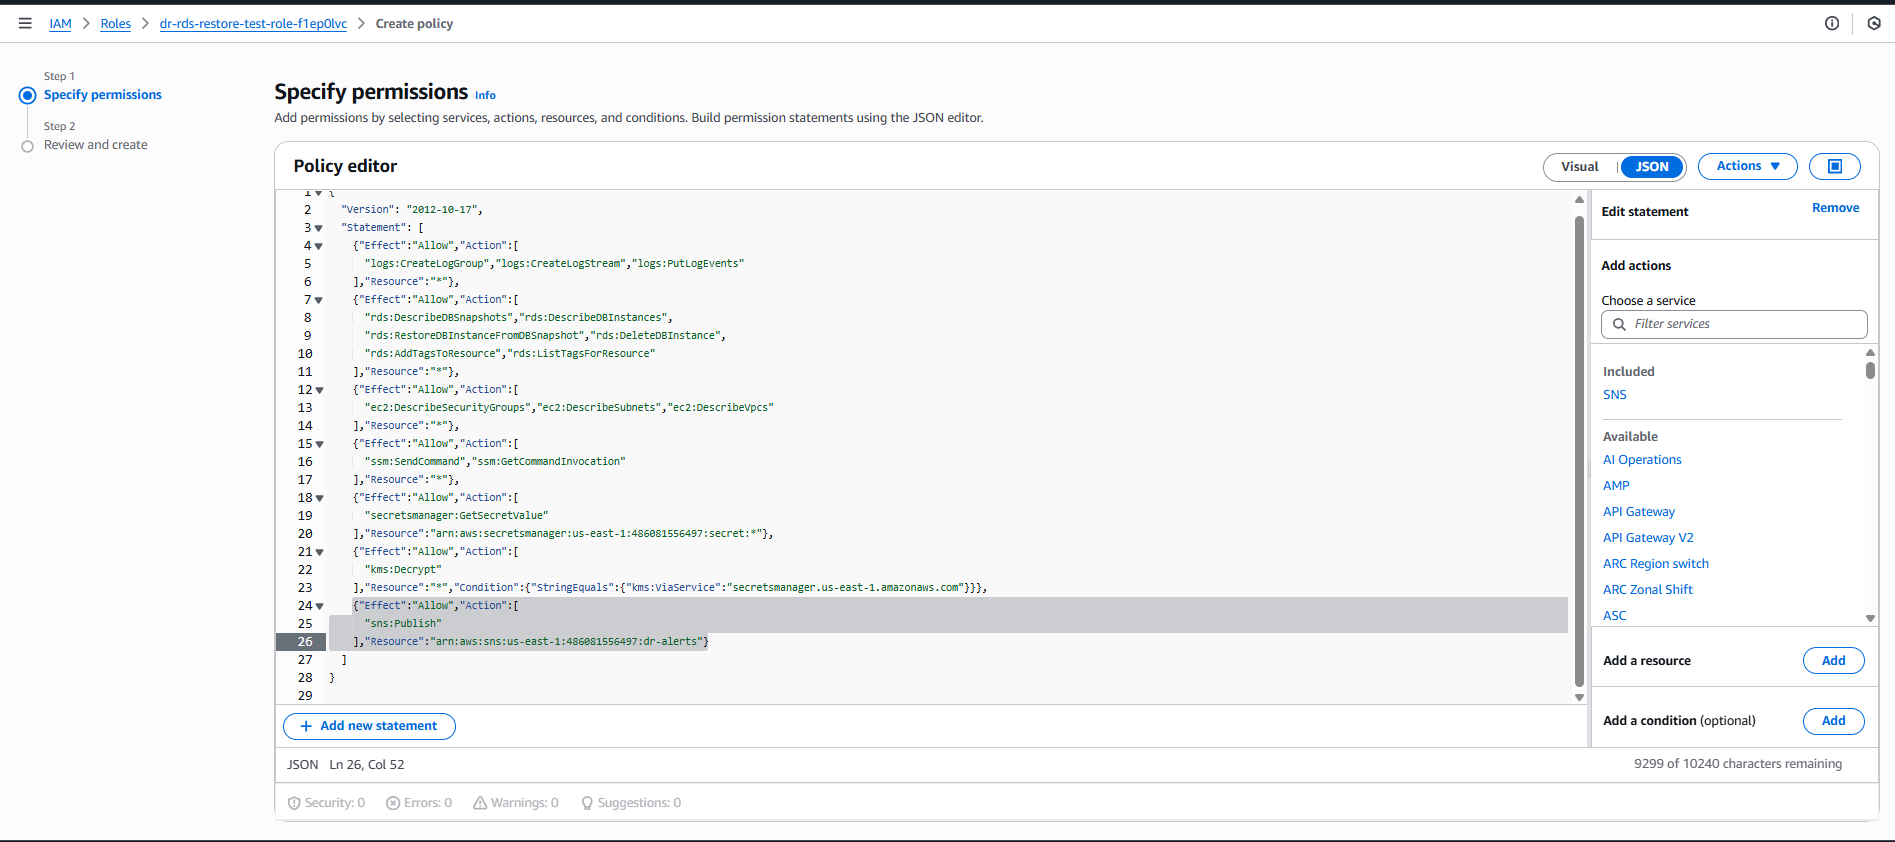 IAM > Roles > dr-rds-restore-test-role-f1ep0lvc > Create policy
Step 1
Specify permissions
Step 2
Review and create
Specify permissions Info
Add permissions by selecting services, actions, resources, and conditions. Build permission statements using the JSON editor.
Policy editor
Visual | JSON Actions
1 {
2 "Version": "2012-10-17",
3 "Statement": [
4 {"Effect":"Allow","Action":[
5 "logs:CreateLogGroup","logs:CreateLogStream","logs:PutLogEvents"
6 ],"Resource":"*"},
7 {"Effect":"Allow","Action":[
8 "rds:DescribeDBSnapshots","rds:DescribeDBInstances",
9 "rds:RestoreDBInstanceFromDBSnapshot","rds:DeleteDBInstance",
10 "rds:AddTagsToResource","rds:ListTagsForResource"
11 ],"Resource":"*"},
12 {"Effect":"Allow","Action":[
13 "ec2:DescribeSecurityGroups","ec2:DescribeSubnets","ec2:DescribeVpcs"
14 ],"Resource":"*"},
15 {"Effect":"Allow","Action":[
16 "ssm:SendCommand","ssm:GetCommandInvocation"
17 ],"Resource":"*"},
18 {"Effect":"Allow","Action":[
19 "secretsmanager:GetSecretValue"
20 ],"Resource":"arn:aws:secretsmanager:us-east-1:486081556497:secret:*"},
21 {"Effect":"Allow","Action":[
22 "kms:Decrypt"
23 ],"Resource":"*","Condition":{"StringEquals":{"kms:ViaService":"secretsmanager.us-east-1.amazonaws.com"}}},
24 {"Effect":"Allow","Action":[
25 "sns:Publish"
26 ],"Resource":"arn:aws:sns:us-east-1:486081556497:dr-alerts"}
27 ]
28 }
29
+ Add new statement
JSON Ln 26, Col 52
9299 of 10240 characters remaining
Security: 0 Errors: 0 Warnings: 0 Suggestions: 0
Edit statement Remove
Add actions
Choose a service
Filter services
Included
SNS
Available
AI Operations
AMP
API Gateway
API Gateway V2
ARC Region switch
ARC Zonal Shift
ASC
Add a resource Add
Add a condition (optional) Add